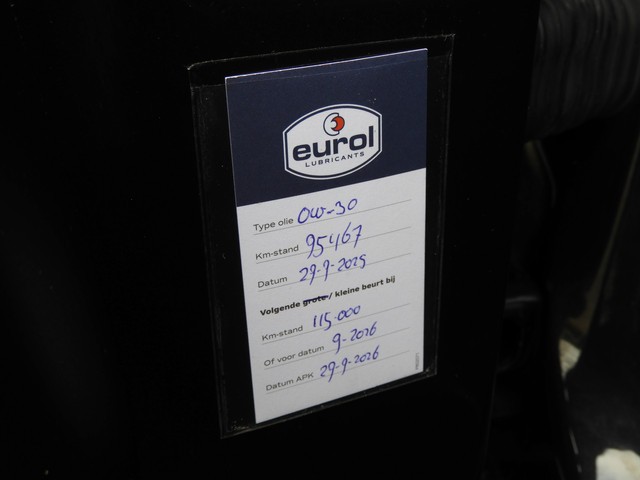 eurol
LUBRICANTS
Type olie 0W-30
Km-stand 95467
Datum 29-9-2025
Volgende grote / kleine beurt bij
Km-stand 115.000
Of voor datum 9-2026
Datum APK 29-9-2026